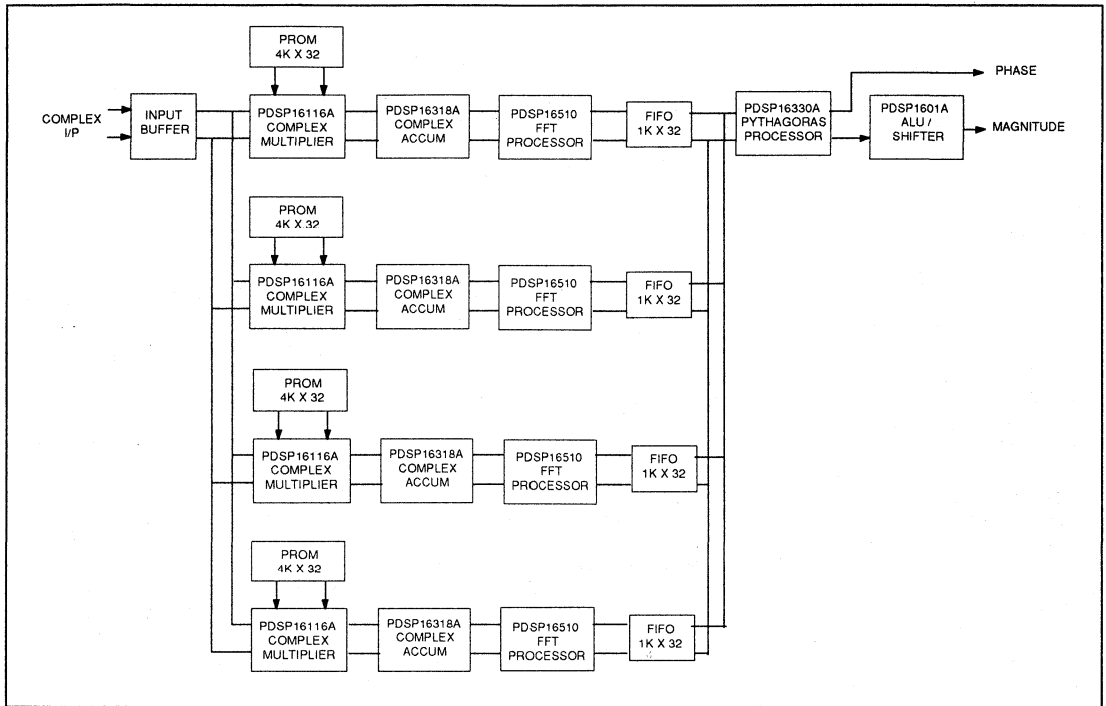 COMPLEX
I/P
INPUT
BUFFER
PROM
4K X 32
PDSP16116A
COMPLEX
MULTIPLIER
PDSP16318A
COMPLEX
ACCUM
PDSP16510
FFT
PROCESSOR
FIFO
1K X 32
PDSP16330A
PYTHAGORAS
PROCESSOR
PDSP1601A
ALU /
SHIFTER
PHASE
MAGNITUDE
PROM
4K X 32
PDSP16116A
COMPLEX
MULTIPLIER
PDSP16318A
COMPLEX
ACCUM
PDSP16510
FFT
PROCESSOR
FIFO
1K X 32
PROM
4K X 32
PDSP16116A
COMPLEX
MULTIPLIER
PDSP16318A
COMPLEX
ACCUM
PDSP16510
FFT
PROCESSOR
FIFO
1K X 32
PROM
4K X 32
PDSP16116A
COMPLEX
MULTIPLIER
PDSP16318A
COMPLEX
ACCUM
PDSP16510
FFT
PROCESSOR
FIFO
1K X 32